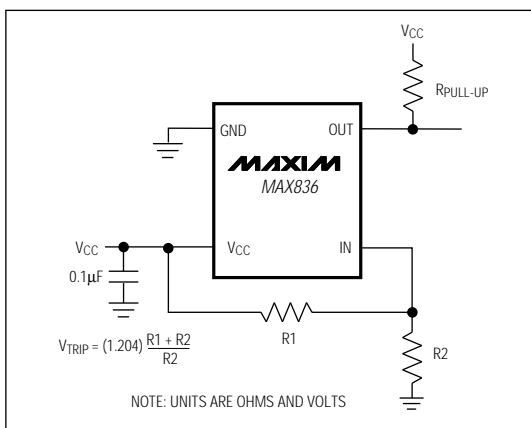 VCC
RPULL-UP
GND OUT
MAXIM
MAX836
VCC VCC IN
0.1µF
R1
VTRIP = (1.204) R1 + R2
R2
R2
NOTE: UNITS ARE OHMS AND VOLTS